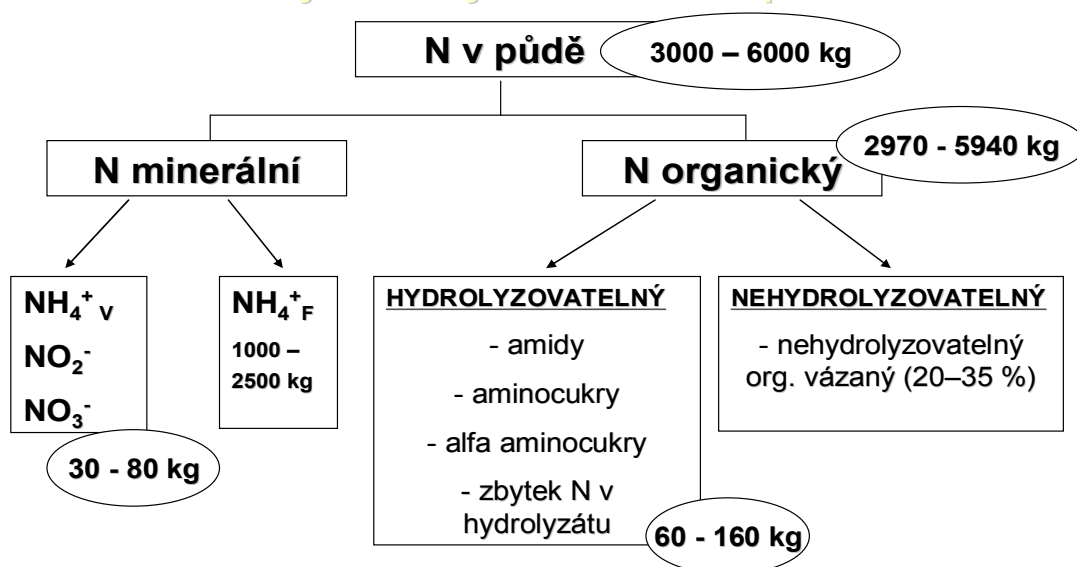 N v půdě
3000 – 6000 kg
N minerální
N organický
2970 - 5940 kg
NH₄⁺ V
NO₂⁻
NO₃⁻
30 - 80 kg
NH₄⁺F
1000 –
2500 kg
HYDROLYZOVATELNÝ
- amidy
- aminocukry
- alfa aminocukry
- zbytek N v
hydrolyzátu
60 - 160 kg
NEHYDROLYZOVATELNÝ
- nehydrolyzovatelný
org. vázaný (20–35 %)